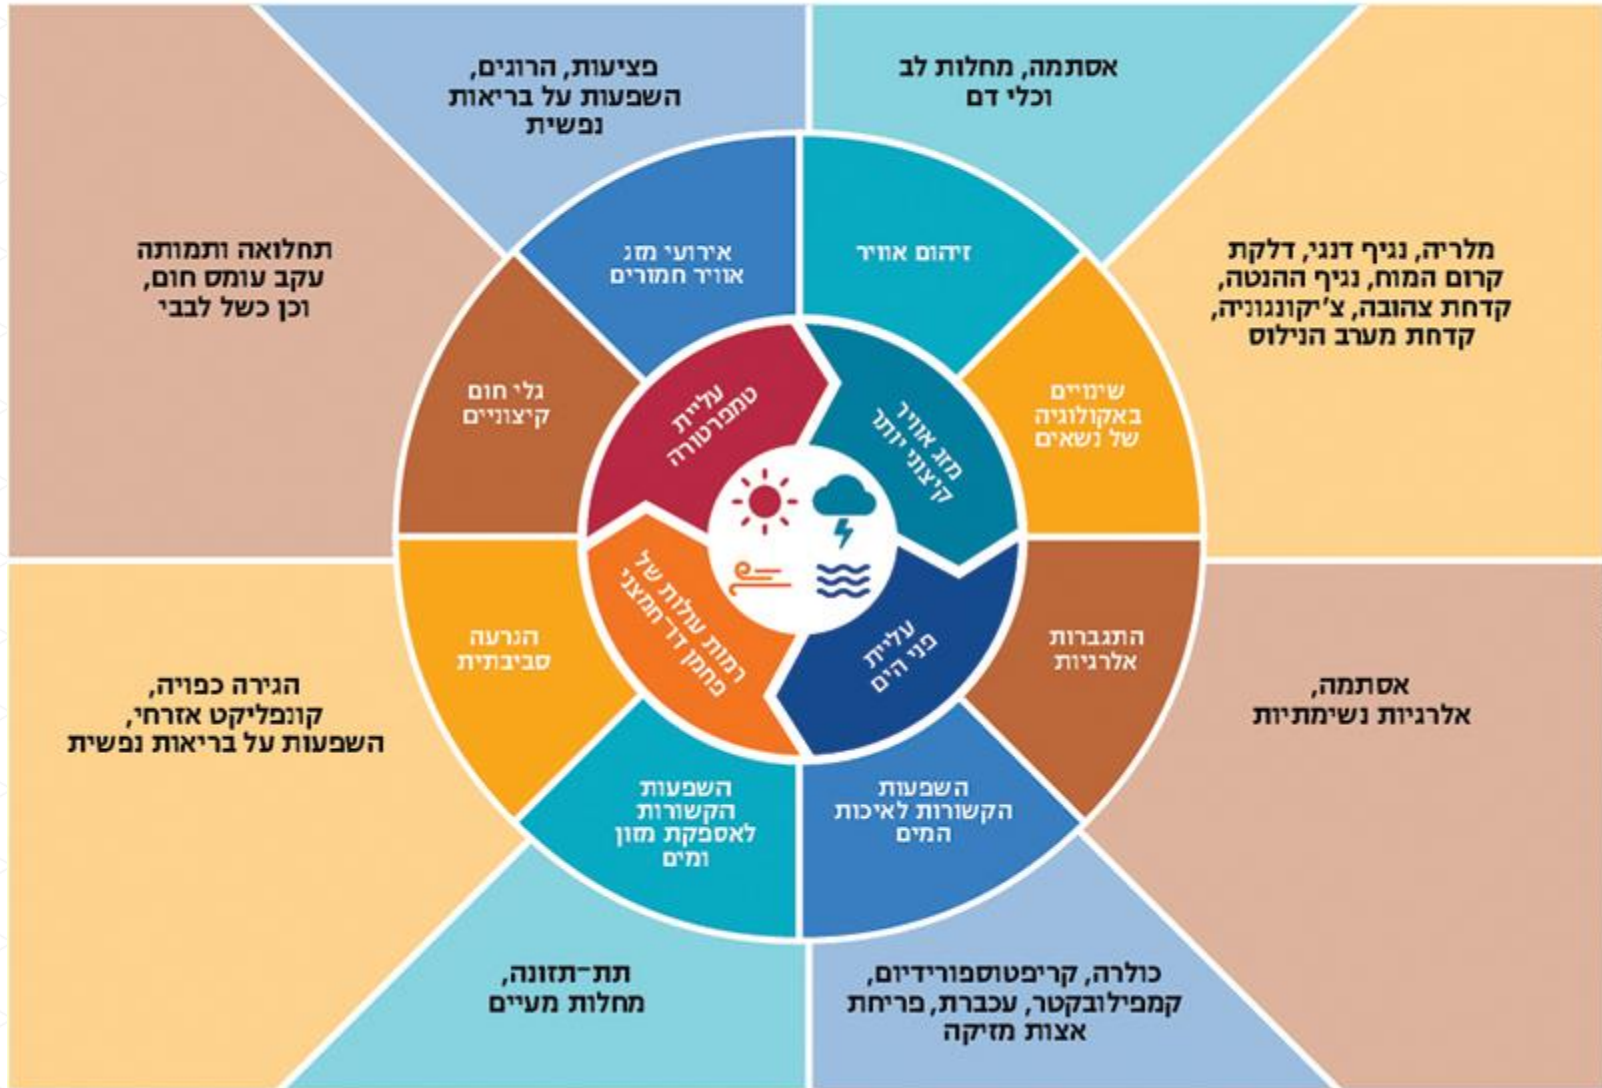 פציעות, הרוגים,
השפעות על בריאות
נפשית
אסתמה, מחלות לב
וכלי דם
מלריה, נגיף דנגי, דלקת
קרום המוח, נגיף ההנטה,
קדחת צהובה, צ'יקונגוניה,
קדחת מערב הנילוס
אסתמה,
אלרגיות נשימתיות
כולרה, קריפטוספורידיום,
קמפילובקטר, עכברת, פריחת
אצות מזיקה
תת-תזונה,
מחלות מעיים
הגירה כפויה,
קונפליקט אזרחי,
השפעות על בריאות נפשית
תחלואה ותמותה
עקב עומס חום,
וכן כשל לבבי
אירועי מזג
אוויר חמורים
זיהום אוויר
שינויים
באקולוגיה
של נשאים
התגברות
אלרגיות
השפעות
הקשורות לאיכות
המים
השפעות
הקשורות
לאספקת מזון
ומים
הגרעה
סביבתית
גלי חום
קיצוניים
עליית
טמפרטורה
מזג אוויר
קיצוני יותר
עליית
פני הים
רמות עולות של
פחמן דו-חמצני